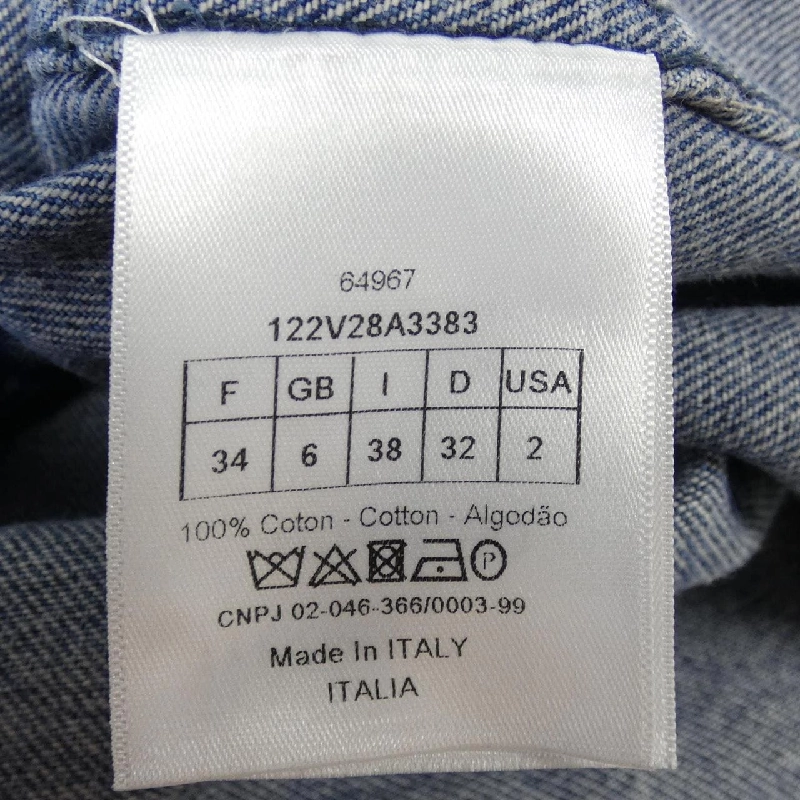 64967
122V28A3383
F GB I D USA
34 6 38 32 2
100% Coton - Cotton - Algodão
P
CNPJ 02-046-366/0003-99
Made In ITALY
ITALIA